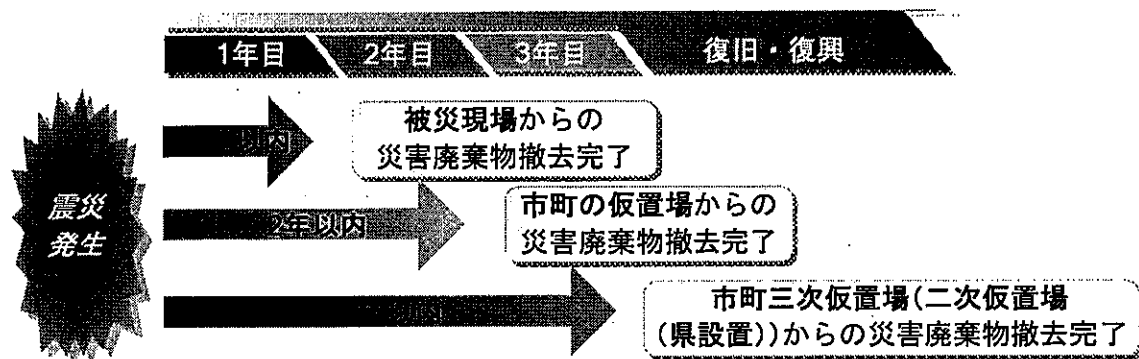 1年目 2年目 3年目 復旧・復興
震災
発生
以内
被災現場からの
災害廃棄物撤去完了
2年以内
市町の仮置場からの
災害廃棄物撤去完了
市町三次仮置場(二次仮置場
(県設置))からの災害廃棄物撤去完了